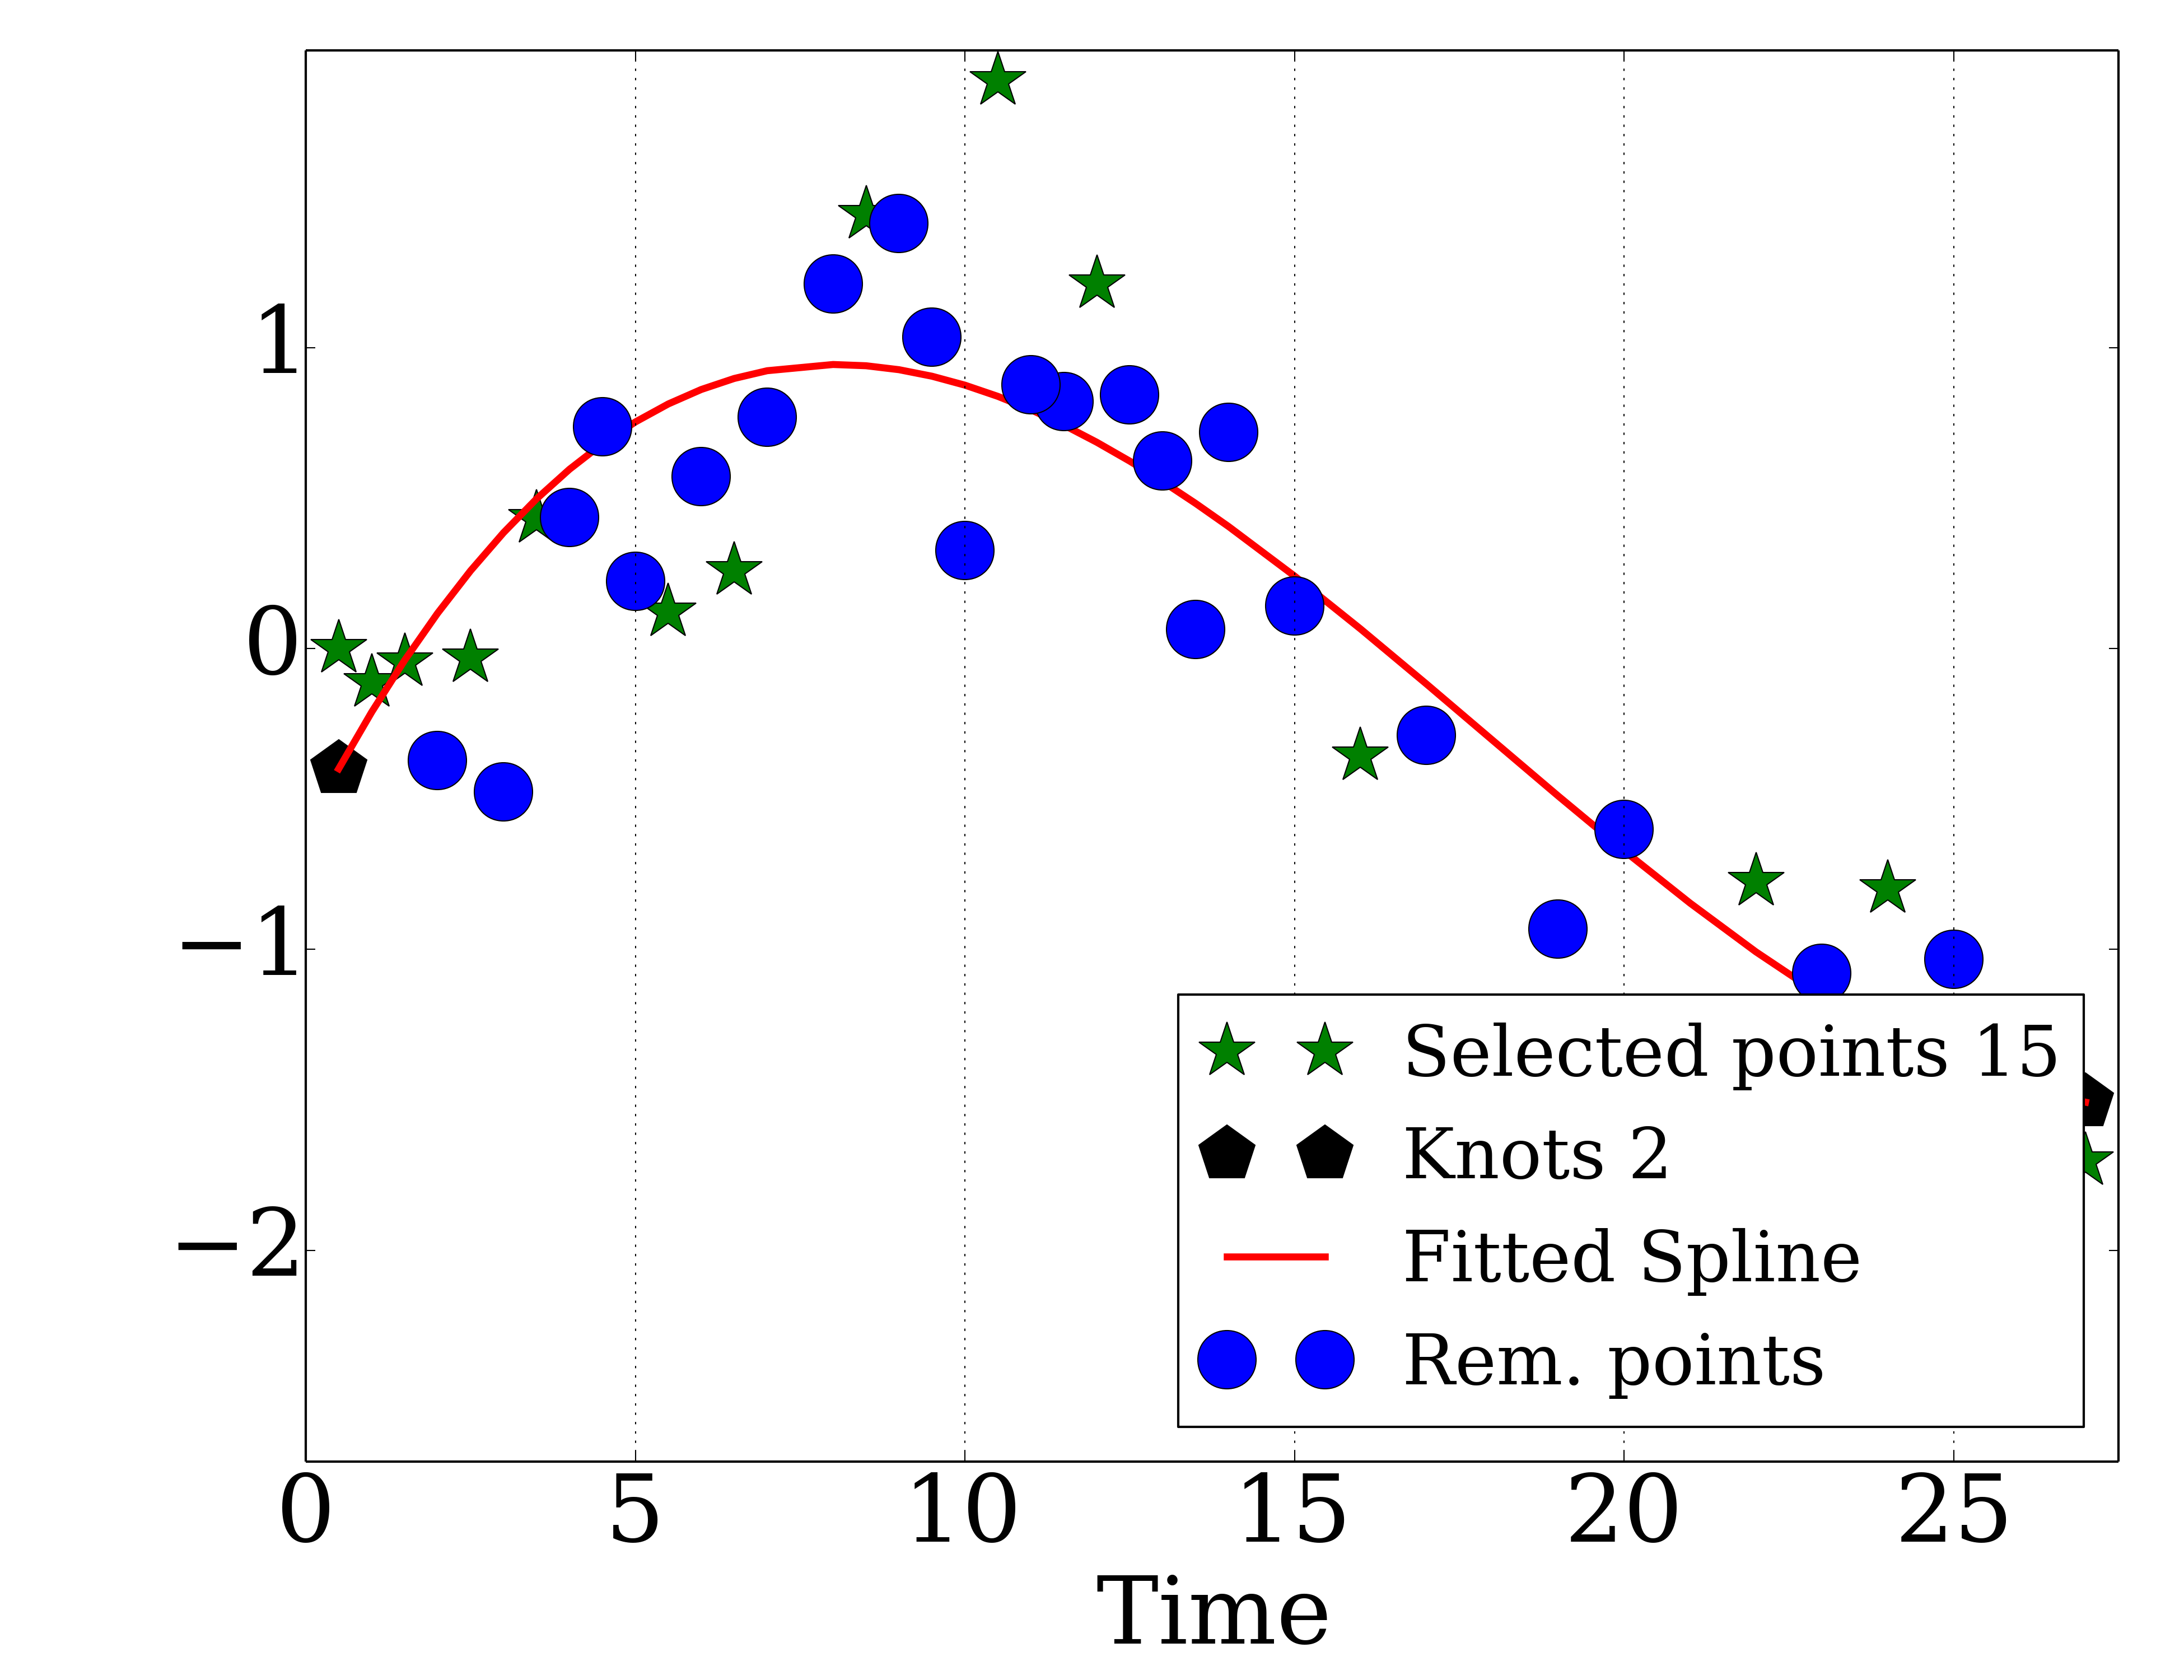 1
0
−1
−2
Selected points 15
Knots 2
Fitted Spline
Rem. points
0 5 10 15 20 25
Time